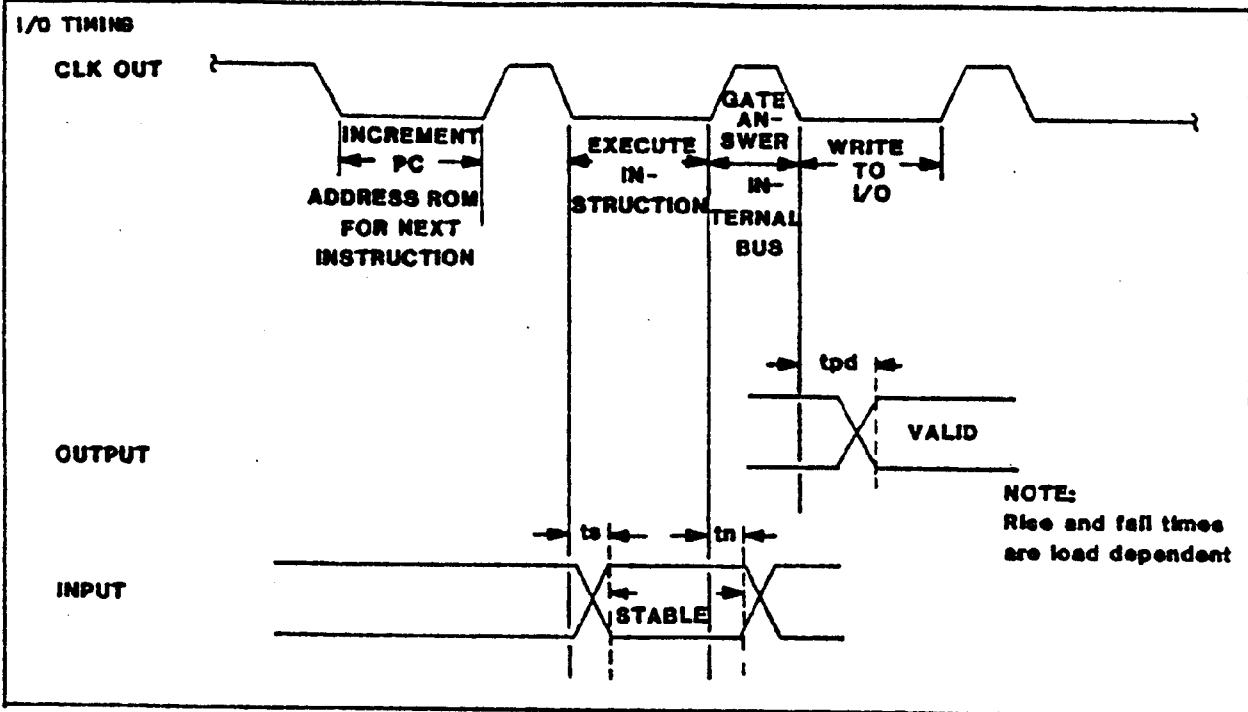 I/O TIMING
CLK OUT
INCREMENT
PC
ADDRESS ROM
FOR NEXT
INSTRUCTION
EXECUTE
IN-
STRUCTION
GATE
AN-
SWER
IN-
TERNAL
BUS
WRITE
TO
I/O
tpd
OUTPUT
VALID
NOTE:
Rise and fall times
are load dependent
ts
tn
INPUT
STABLE